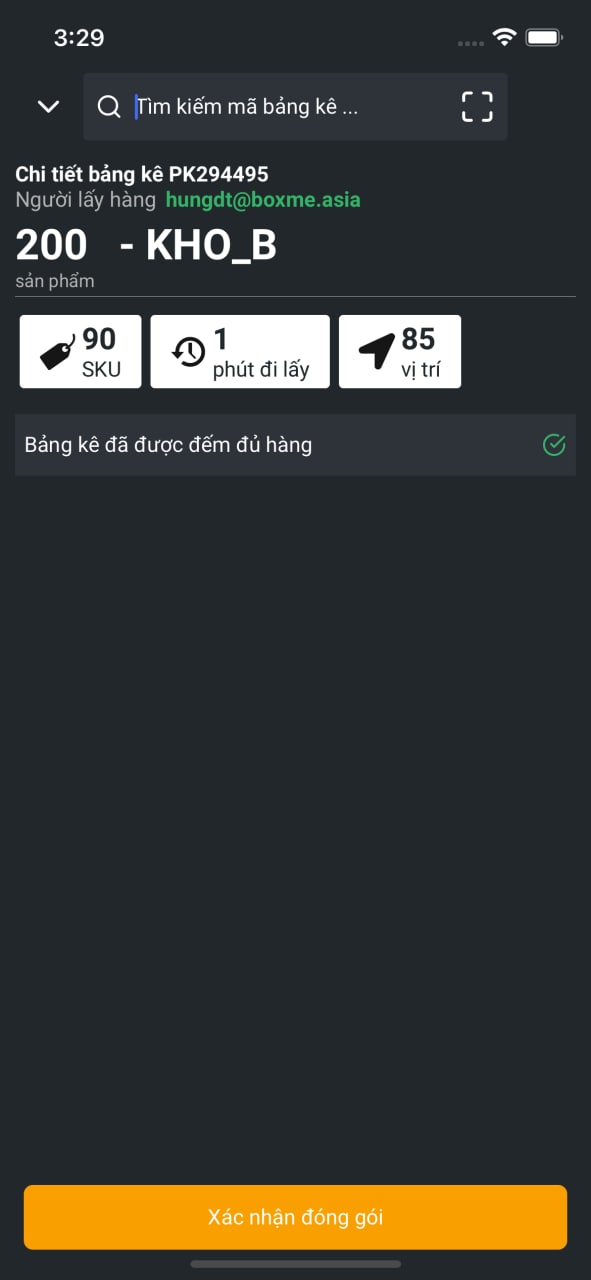 3:29
Tìm kiếm mã bảng kê ...
Chi tiết bảng kê PK294495
Người lấy hàng hungdt@boxme.asia
200 - KHO_B
sản phẩm
90
SKU
1
phút đi lấy
85
vị trí
Bảng kê đã được đếm đủ hàng
Xác nhận đóng gói